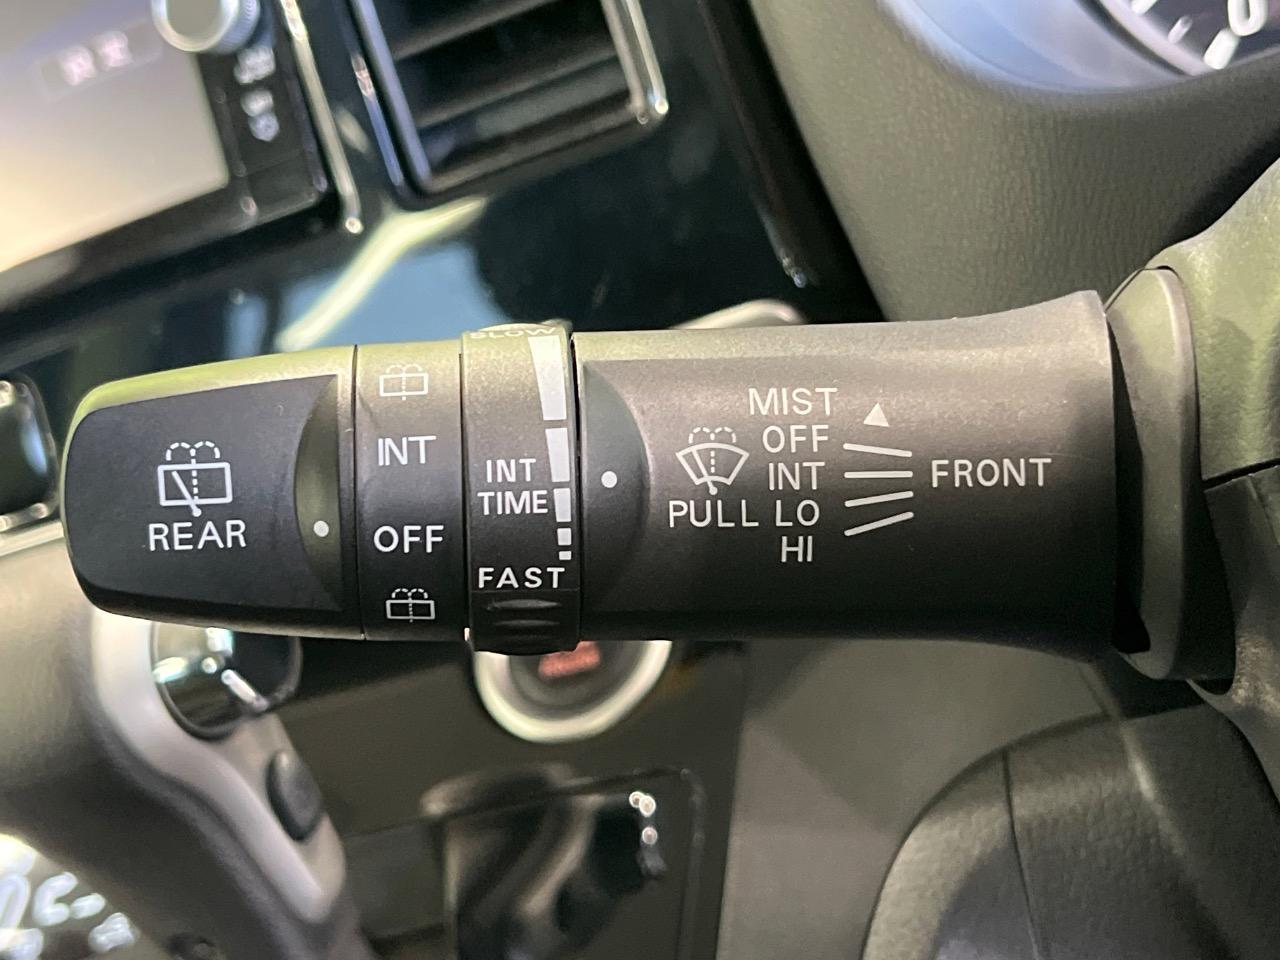 REAR
INT
OFF
SLOW
INT
TIME
FAST
MIST
OFF
INT
PULL LO
HI
FRONT